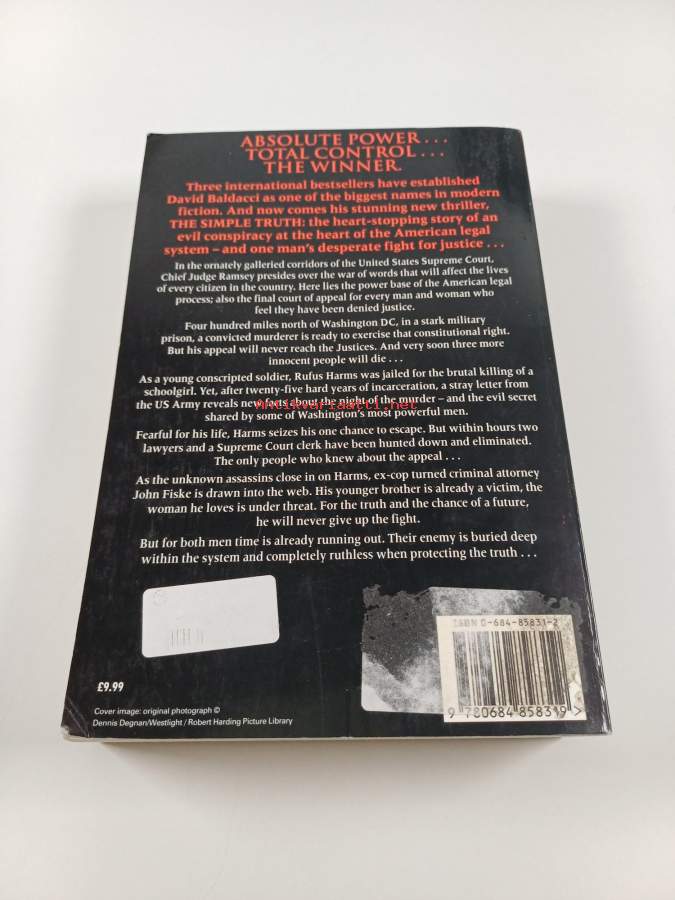 ABSOLUTE POWER...
TOTAL CONTROL...
THE WINNER.
Three international bestsellers have established
David Baldacci as one of the biggest names in modern
fiction. And now comes his stunning new thriller,
THE SIMPLE TRUTH: the heart-stopping story of an
evil conspiracy at the heart of the American legal
system – and one man's desperate fight for justice...
In the ornately galleried corridors of the United States Supreme Court,
Chief Judge Ramsey presides over the war of words that will affect the lives
of every citizen in the country. Here lies the power base of the American legal
process; also the final court of appeal for every man and woman who
feel they have been denied justice.
Four hundred miles north of Washington DC, in a stark military
prison, a convicted murderer is ready to exercise that constitutional right.
But his appeal will never reach the Justices. And very soon three more
innocent people will die...
As a young conscripted soldier, Rufus Harms was jailed for the brutal killing of a
schoolgirl. Yet, after twenty-five hard years of incarceration, a stray letter from
the US Army reveals new facts about the night of the murder – and the evil secret
Antikvariaatti.net
shared by some of Washington's most powerful men.
Fearful for his life, Harms seizes his one chance to escape. But within hours two
lawyers and a Supreme Court clerk have been hunted down and eliminated.
The only people who knew about the appeal...
As the unknown assassins close in on Harms, ex-cop turned criminal attorney
John Fiske is drawn into the web. His younger brother is already a victim, the
woman he loves is under threat. For the truth and the chance of a future,
he will never give up the fight.
But for both men time is already running out. Their enemy is buried deep
within the system and completely ruthless when protecting the truth...
ISBN 0-684-85831-2
9 780684 858319 >
£9.99
Cover image: original photograph ©
Dennis Degnan/Westlight / Robert Harding Picture Library